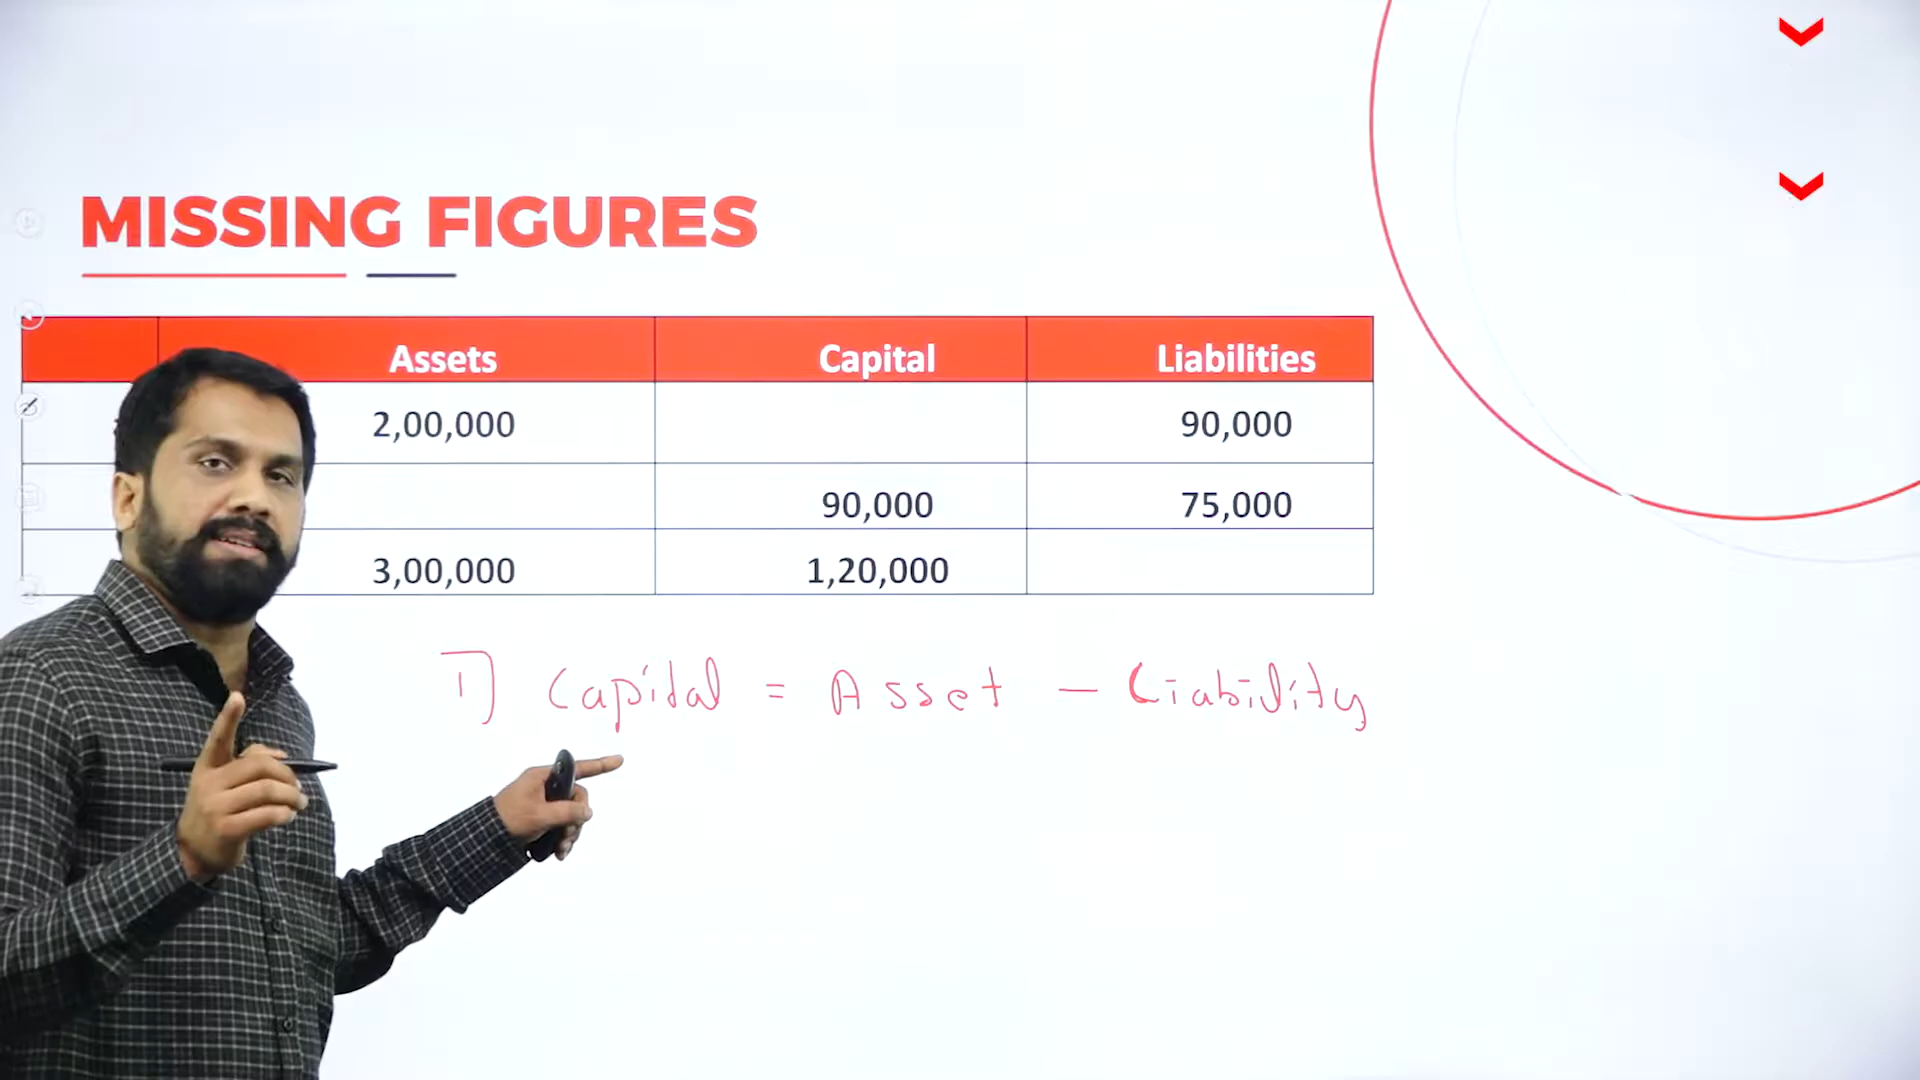 MISSING FIGURES
Assets Capital Liabilities
2,00,000 90,000
90,000 75,000
3,00,000 1,20,000
1) Capital = Asset - Liability